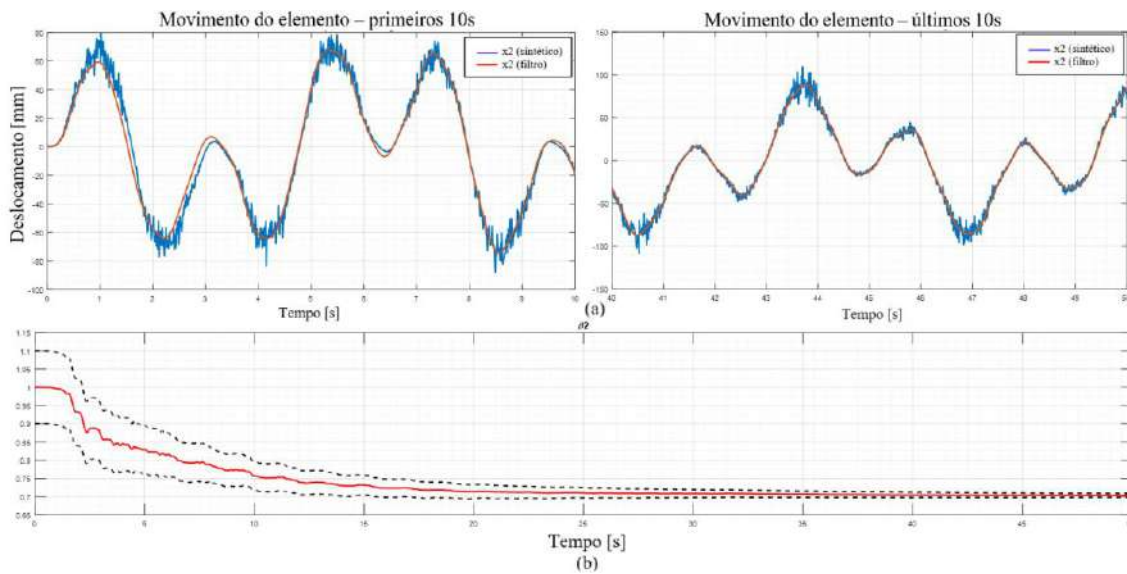 Movimento do elemento – primeiros 10s
x2 (sintético)
x2 (filtro)
Deslocamento [mm]
80
60
40
20
0
-20
-40
-60
-80
-100
0 1 2 3 4 5 6 7 8 9 10
Tempo [s]
Movimento do elemento – últimos 10s
x2 (sintético)
x2 (filtro)
150
100
50
0
-50
-100
-150
40 41 42 43 44 45 46 47 48 49
Tempo [s]
(a)
1.15
1.1
1.05
1
0.95
0.9
0.85
0.8
0.75
0.7
0.65
0 5 10 15 20 25 30 35 40 45
Tempo [s]
(b)